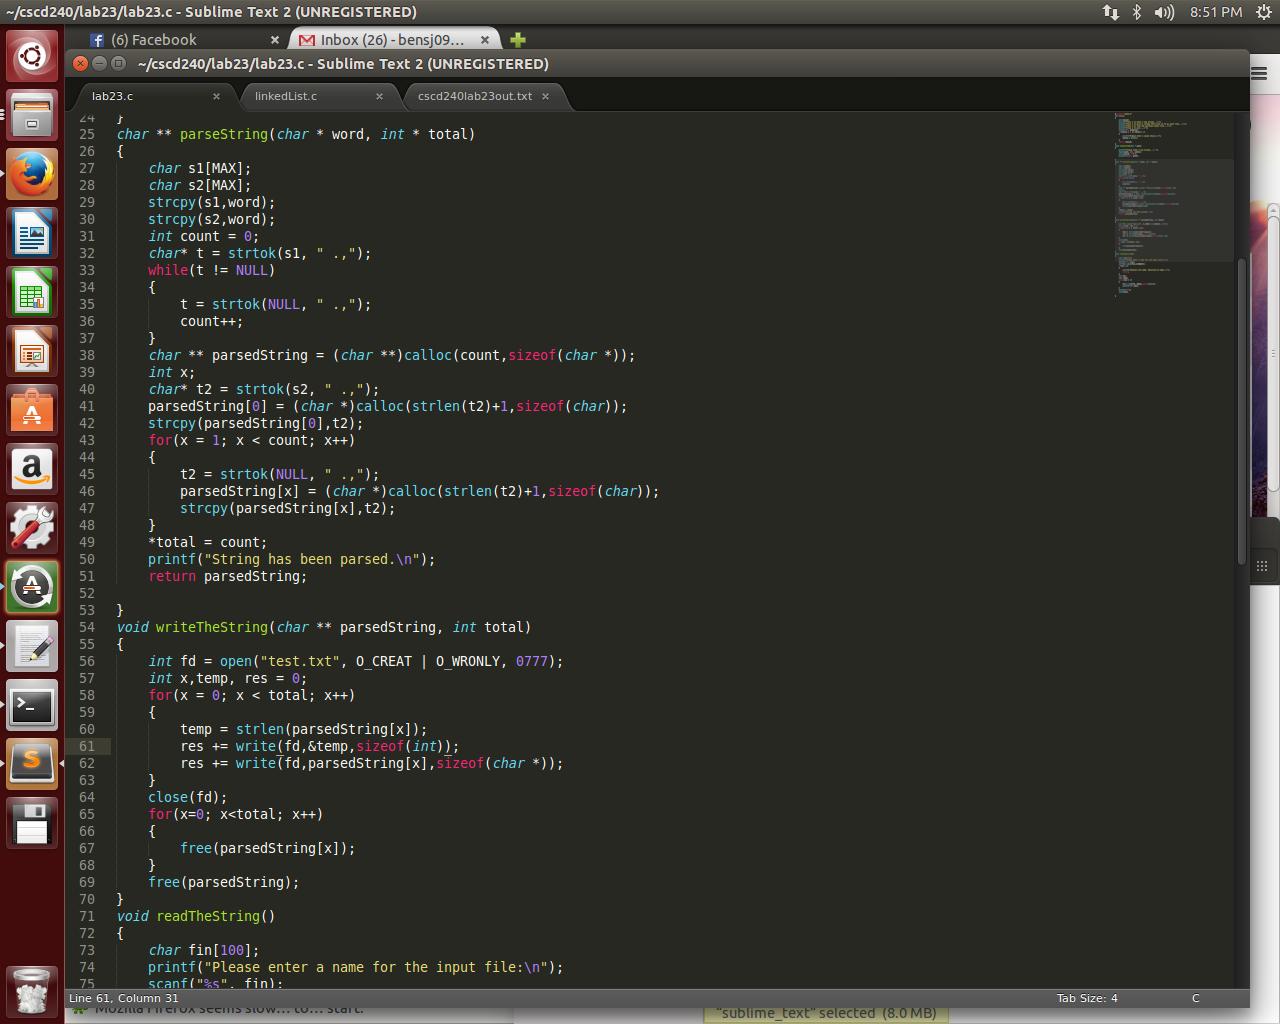 ~/cscd240/lab23/lab23.c - Sublime Text 2 (UNREGISTERED)
8:51 PM
(6) Facebook
Inbox (26) - bensj09...
~/cscd240/lab23/lab23.c - Sublime Text 2 (UNREGISTERED)
lab23.c
linkedList.c
cscd240lab23out.txt
24 }
25 char ** parseString(char * word, int * total)
26 {
27 char s1[MAX];
28 char s2[MAX];
29 strcpy(s1,word);
30 strcpy(s2,word);
31 int count = 0;
32 char* t = strtok(s1, " .,");
33 while(t != NULL)
34 {
35 t = strtok(NULL, " .,");
36 count++;
37 }
38 char ** parsedString = (char **)calloc(count,sizeof(char *));
39 int x;
40 char* t2 = strtok(s2, " .,");
41 parsedString[0] = (char *)calloc(strlen(t2)+1,sizeof(char));
42 strcpy(parsedString[0],t2);
43 for(x = 1; x < count; x++)
44 {
45 t2 = strtok(NULL, " .,");
46 parsedString[x] = (char *)calloc(strlen(t2)+1,sizeof(char));
47 strcpy(parsedString[x],t2);
48 }
49 *total = count;
50 printf("String has been parsed.\n");
51 return parsedString;
52
53 }
54 void writeTheString(char ** parsedString, int total)
55 {
56 int fd = open("test.txt", O_CREAT | O_WRONLY, 0777);
57 int x,temp, res = 0;
58 for(x = 0; x < total; x++)
59 {
60 temp = strlen(parsedString[x]);
61 res += write(fd,&temp,sizeof(int));
62 res += write(fd,parsedString[x],sizeof(char *));
63 }
64 close(fd);
65 for(x=0; x<total; x++)
66 {
67 free(parsedString[x]);
68 }
69 free(parsedString);
70 }
71 void readTheString()
72 {
73 char fin[100];
74 printf("Please enter a name for the input file:\n");
75 scanf("%s", fin);
Line 61, Column 31
Tab Size: 4
C
Mozilla Firefox seems slow... to... start.
"sublime_text" selected (8.0 MB)